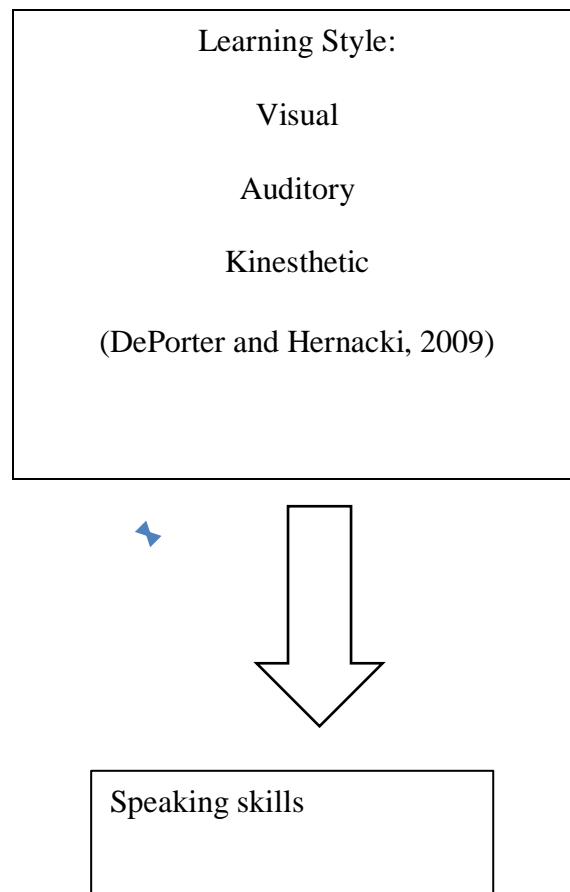 Learning Style:
Visual
Auditory
Kinesthetic
(DePorter and Hernacki, 2009)
Speaking skills